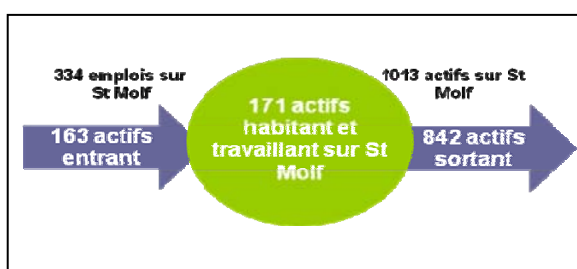 334 emplois sur
St Molf
163 actifs
entrant
171 actifs
habitant et
travaillant sur St
Molf
1013 actifs sur St
Molf
842 actifs
sortant